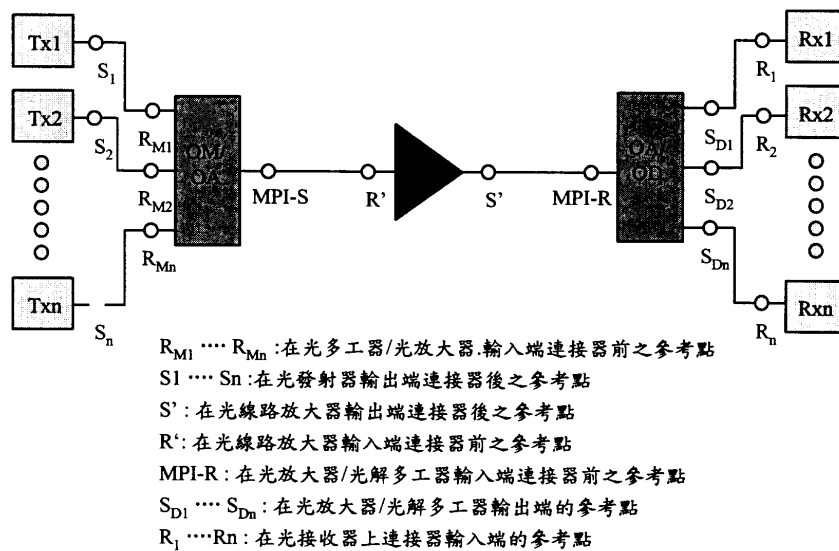 Tx1
S1
Tx2
S2
Txn
Sn
RM1
RM2
RMn
OM/
OA
MPI-S
R’
S’
MPI-R
OA/
OD
SD1
SD2
SDn
Rx1
R1
Rx2
R2
Rxn
Rn
RM1 ···· RMn :在光多工器/光放大器.輸入端連接器前之參考點
S1 ···· Sn :在光發射器輸出端連接器後之參考點
S’ : 在光線路放大器輸出端連接器後之參考點
R‘: 在光線路放大器輸入端連接器前之參考點
MPI-R : 在光放大器/光解多工器輸入端連接器前之參考點
SD1 ···· SDn : 在光放大器/光解多工器輸出端的參考點
R1 ····Rn : 在光接收器上連接器輸入端的參考點